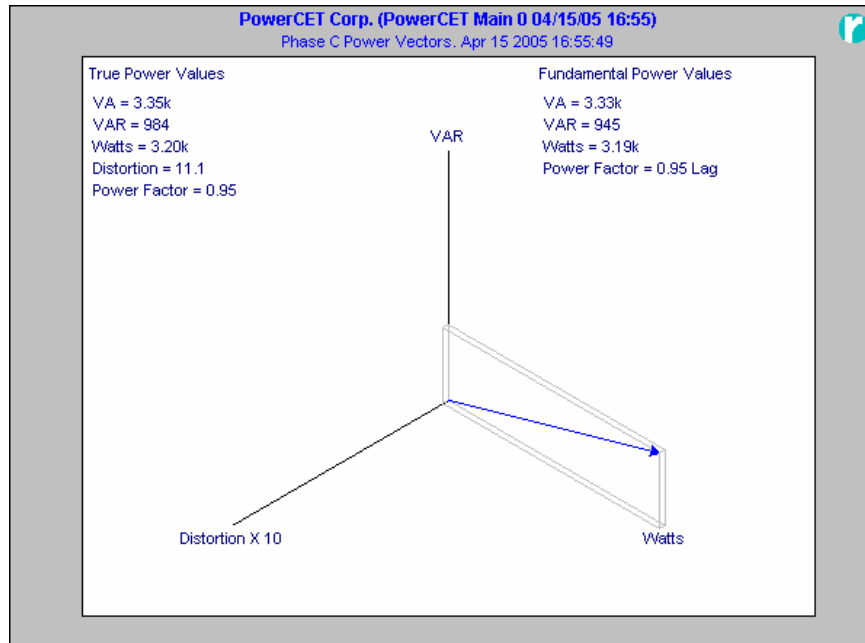 PowerCET Corp. (PowerCET Main 0 04/15/05 16:55)
Phase C Power Vectors. Apr 15 2005 16:55:49
r
True Power Values
VA = 3.35k
VAR = 984
Watts = 3.20k
Distortion = 11.1
Power Factor = 0.95
Fundamental Power Values
VA = 3.33k
VAR = 945
Watts = 3.19k
Power Factor = 0.95 Lag
VAR
Distortion X 10
Watts